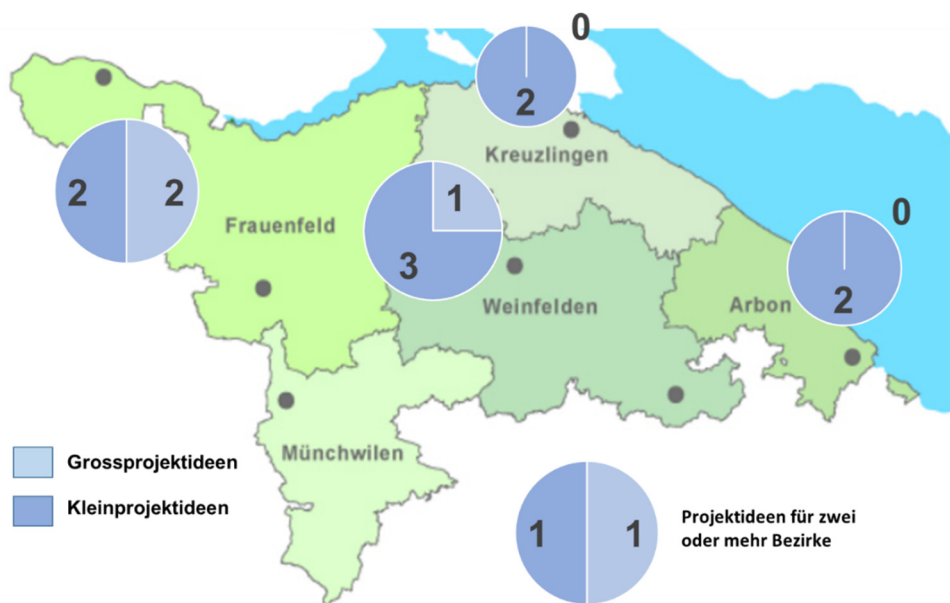 0
2
Kreuzlingen
2 2
1
Frauenfeld
3
0
Weinfelden
Arbon
2
Münchwilen
Grossprojektideen
Kleinprojektideen
1 1
Projektideen für zwei
oder mehr Bezirke